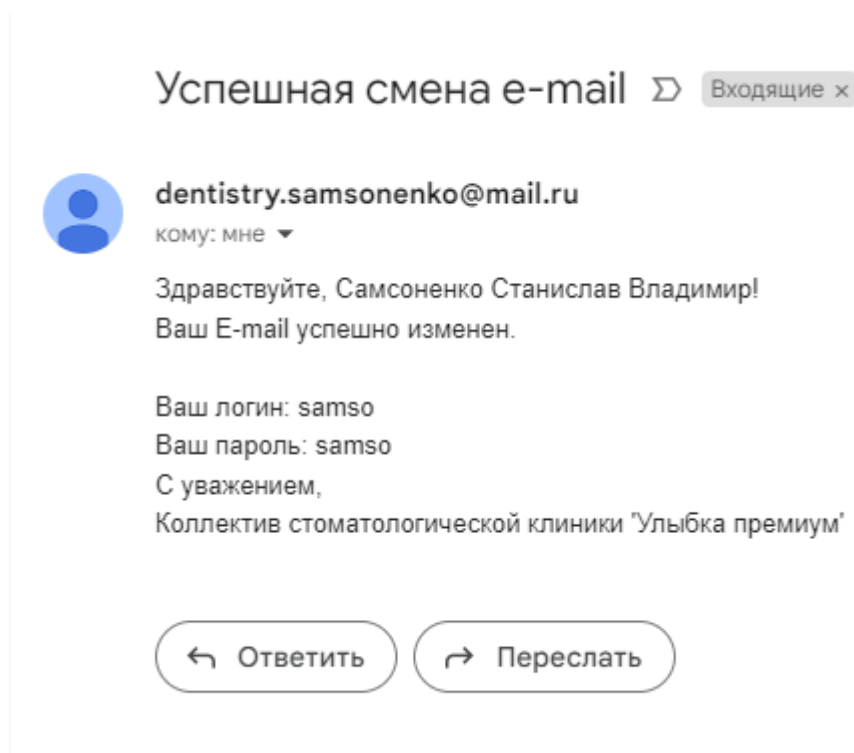 Успешная смена e-mail Входящие ×
dentistry.samsonenko@mail.ru
кому: мне
Здравствуйте, Самсоненко Станислав Владимир!
Ваш E-mail успешно изменен.
Ваш логин: samso
Ваш пароль: samso
С уважением,
Коллектив стоматологической клиники 'Улыбка премиум'
Ответить Переслать